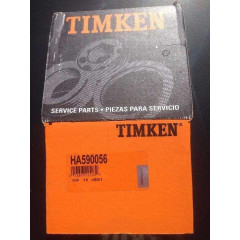 TIMKEN
SERVICE PARTS • PIEZAS PARA SERVICIO
TIMKEN
HA590056